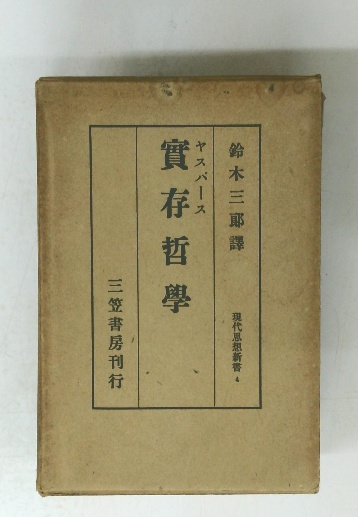 鈴木三郎譯
現代思想新書 4
ヤスパース
實存哲學
三笠書房刊行